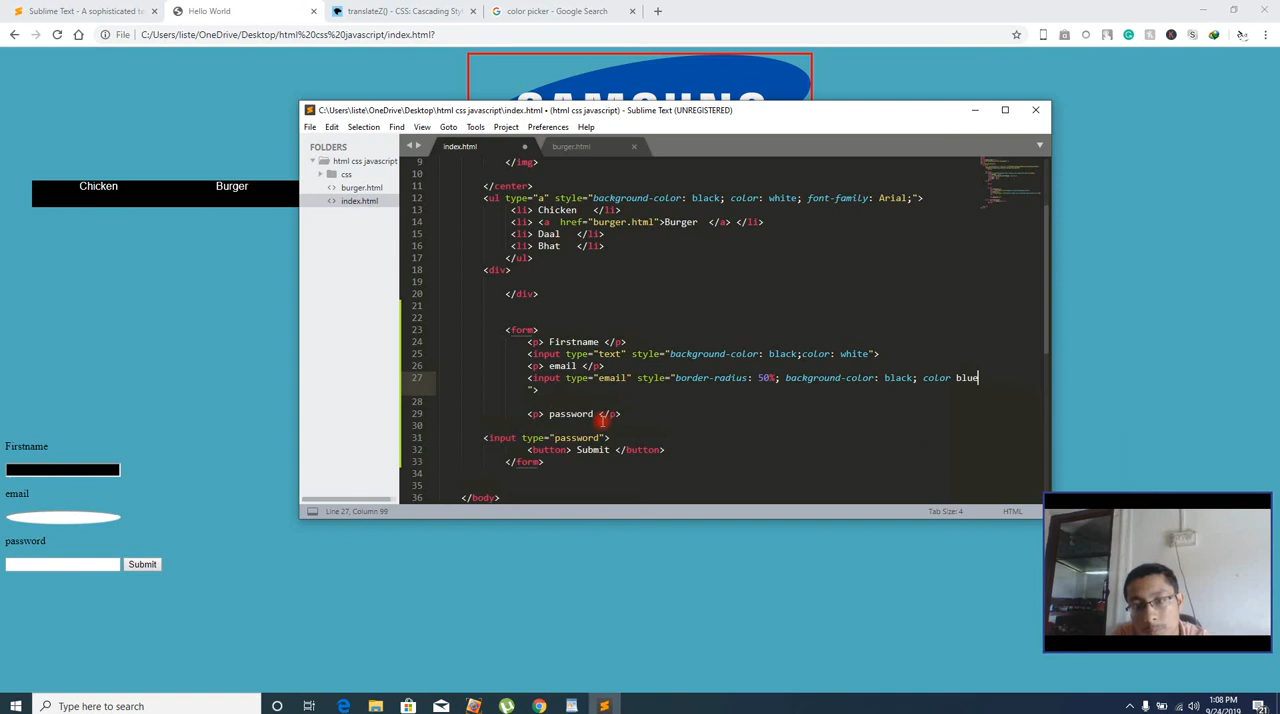 Sublime Text - A sophisticated te
Hello World
translateZ() - CSS: Cascading Styl
color picker - Google Search
File
C:/Users/liste/OneDrive/Desktop/html%20css%20javascript/index.html?
SAMSUNG
C:\Users\liste\OneDrive\Desktop\html css javascript\index.html • (html css javascript) - Sublime Text (UNREGISTERED)
File Edit Selection Find View Goto Tools Project Preferences Help
FOLDERS
html css javascript
css
burger.html
index.html
index.html
burger.html
9 </img>
10
11 </center>
12 <ul type="a" style="background-color: black; color: white; font-family: Arial;">
13 <li> Chicken </li>
14 <li> <a href="burger.html">Burger </a> </li>
15 <li> Daal </li>
16 <li> Bhat </li>
17 </ul>
18 <div>
19
20 </div>
21
22
23 <form>
24 <p> Firstname </p>
25 <input type="text" style="background-color: black;color: white">
26 <p> email </p>
27 <input type="email" style="border-radius: 50%; background-color: black; color blue
">
28
29 <p> password </p>
30
31 <input type="password">
32 <button> Submit </button>
33 </form>
34
35
36 </body>
Line 27, Column 99
Tab Size: 4
HTML
Chicken
Burger
Firstname
email
password
Submit
Type here to search
1:08 PM
9/24/2019
21